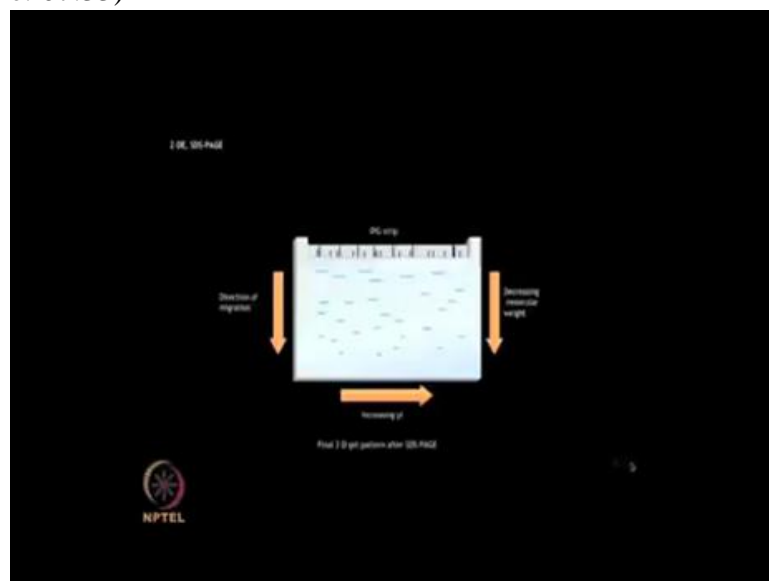 2 DE, SDS-PAGE
IPG strip
Direction of
migration
Decreasing
molecular
weight
Increasing pI
Final 2 D gel pattern after SDS-PAGE
NPTEL